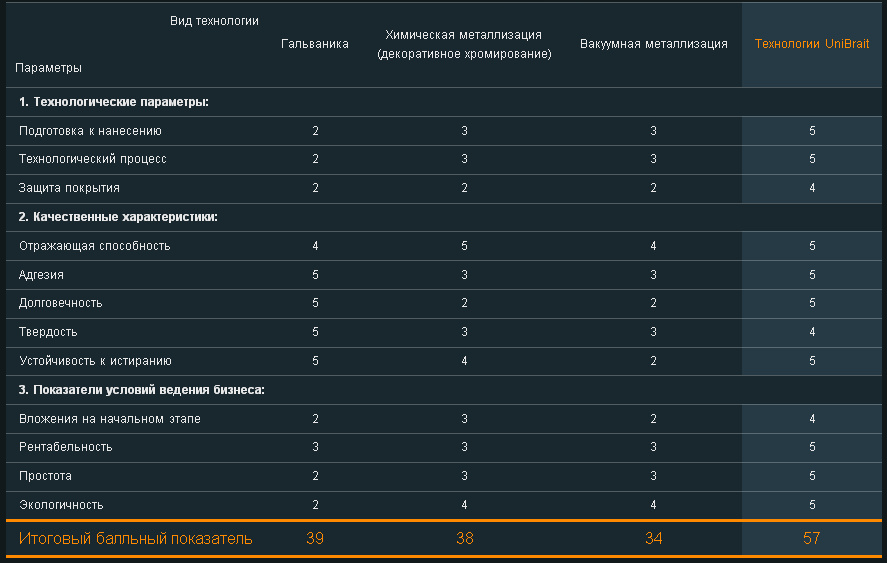 Вид технологии
Параметры
Гальваника
Химическая металлизация
(декоративное хромирование)
Вакуумная металлизация
Технологии UniBrait
1. Технологические параметры:
Подготовка к нанесению 2 3 3 5
Технологический процесс 2 3 3 5
Защита покрытия 2 2 2 4
2. Качественные характеристики:
Отражающая способность 4 5 4 5
Адгезия 5 3 3 5
Долговечность 5 2 2 5
Твердость 5 3 3 4
Устойчивость к истиранию 5 4 2 5
3. Показатели условий ведения бизнеса:
Вложения на начальном этапе 2 3 2 4
Рентабельность 3 3 3 5
Простота 2 3 3 5
Экологичность 2 4 4 5
Итоговый балльный показатель 39 38 34 57